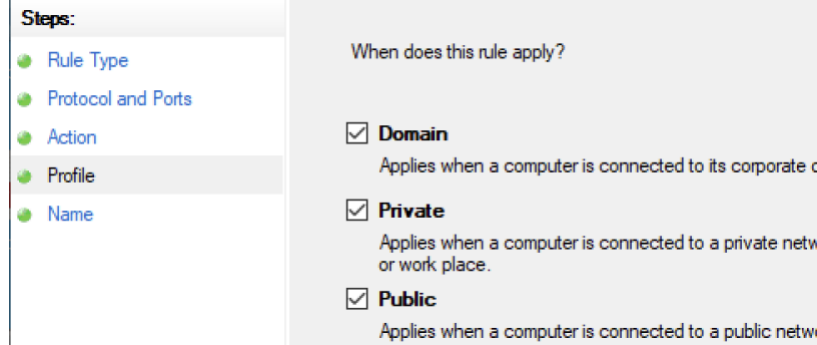 Steps:
Rule Type
Protocol and Ports
Action
Profile
Name
When does this rule apply?
Domain
Applies when a computer is connected to its corporate
Private
Applies when a computer is connected to a private
or work place.
Public
Applies when a computer is connected to a public